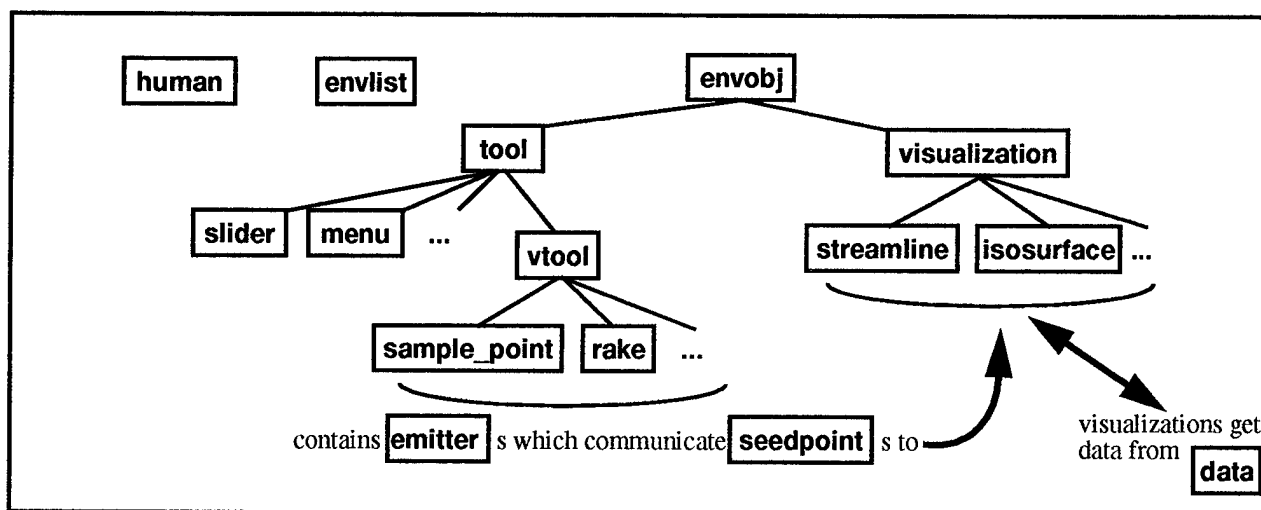 human envlist envobj
tool visualization
slider menu ... streamline isosurface ...
vtool
sample_point rake ...
contains emitter s which communicate seedpoint s to
visualizations get
data from data